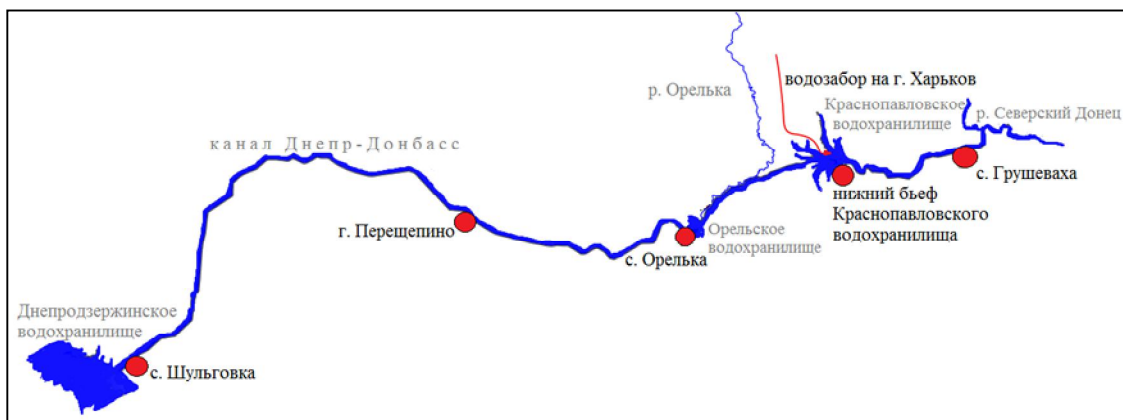 водозабор на г. Харьков
р. Орелька
Краснопавловское
водохранилище
р. Северский Донец
канал Днепр-Донбасс
с. Грушеваха
нижний бьеф
Краснопавловского
водохранилища
г. Перещепино
Орельское
водохранилище
с. Орелька
Днепродзержинское
водохранилище
с. Шульговка